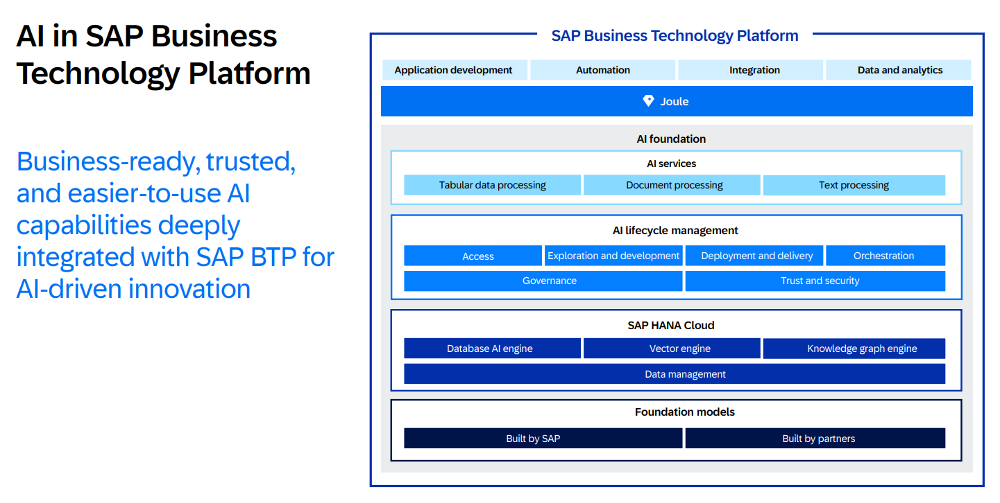 AI in SAP Business
Technology Platform
Business-ready, trusted,
and easier-to-use AI
capabilities deeply
integrated with SAP BTP for
AI-driven innovation
SAP Business Technology Platform
Application development
Automation
Integration
Data and analytics
Joule
AI foundation
AI services
Tabular data processing
Document processing
Text processing
AI lifecycle management
Access
Exploration and development
Deployment and delivery
Orchestration
Governance
Trust and security
SAP HANA Cloud
Database AI engine
Vector engine
Knowledge graph engine
Data management
Foundation models
Built by SAP
Built by partners